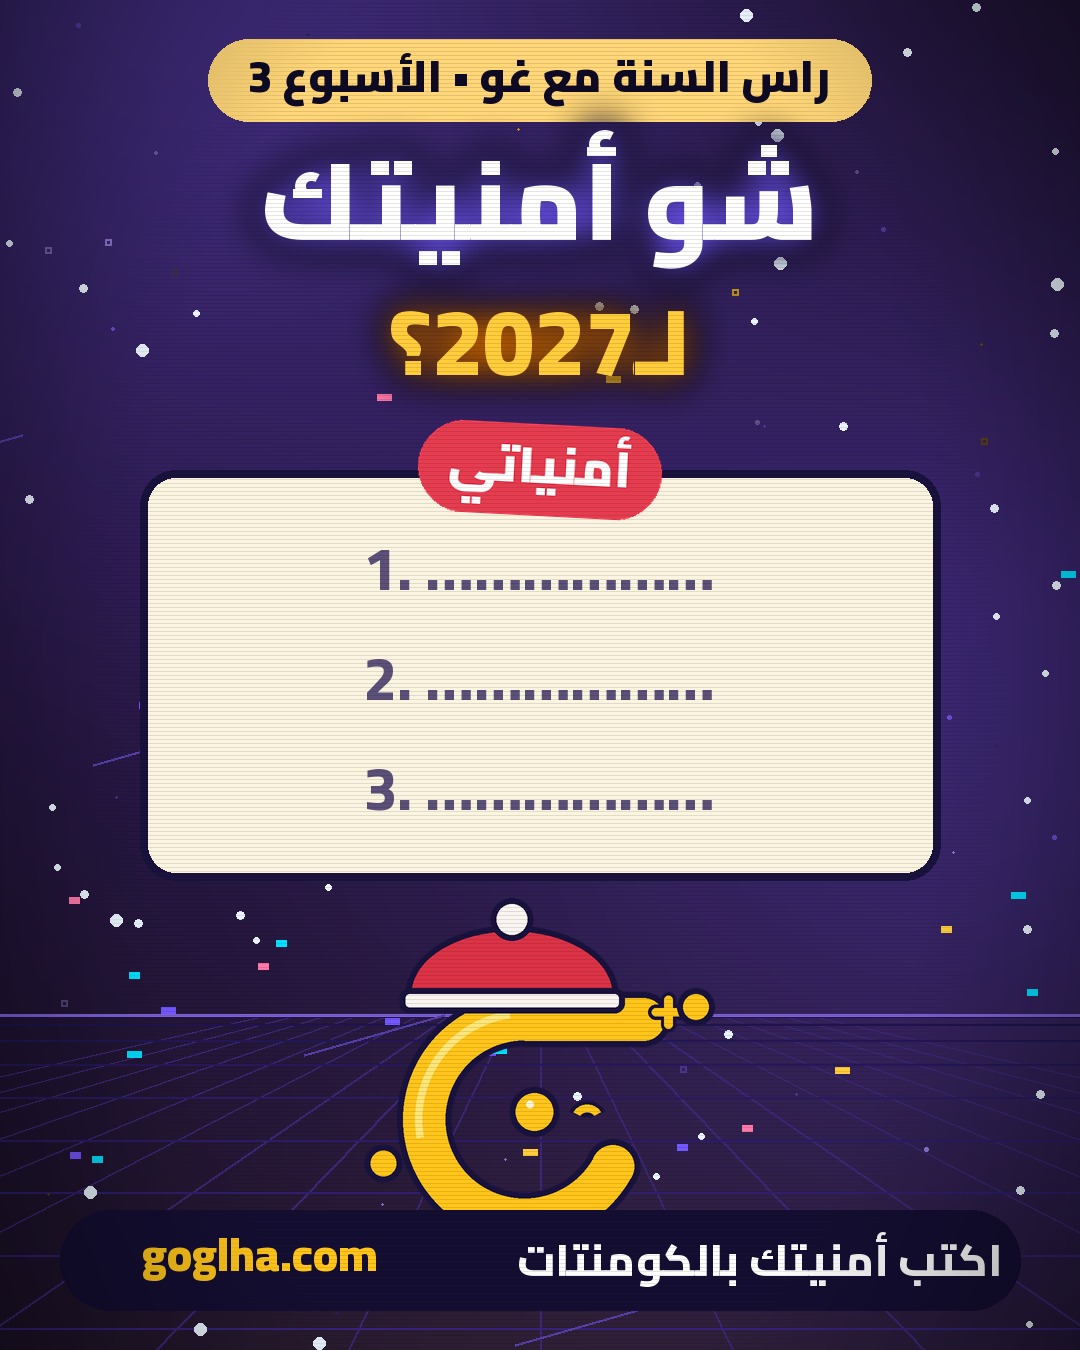 راس السنة مع غو ▪ الأسبوع 3
شو أمنيتك
لـ2027؟
أمنياتي
1. ..................
2. ..................
3. ..................
اكتب أمنيتك بالكومنتات
goglha.com